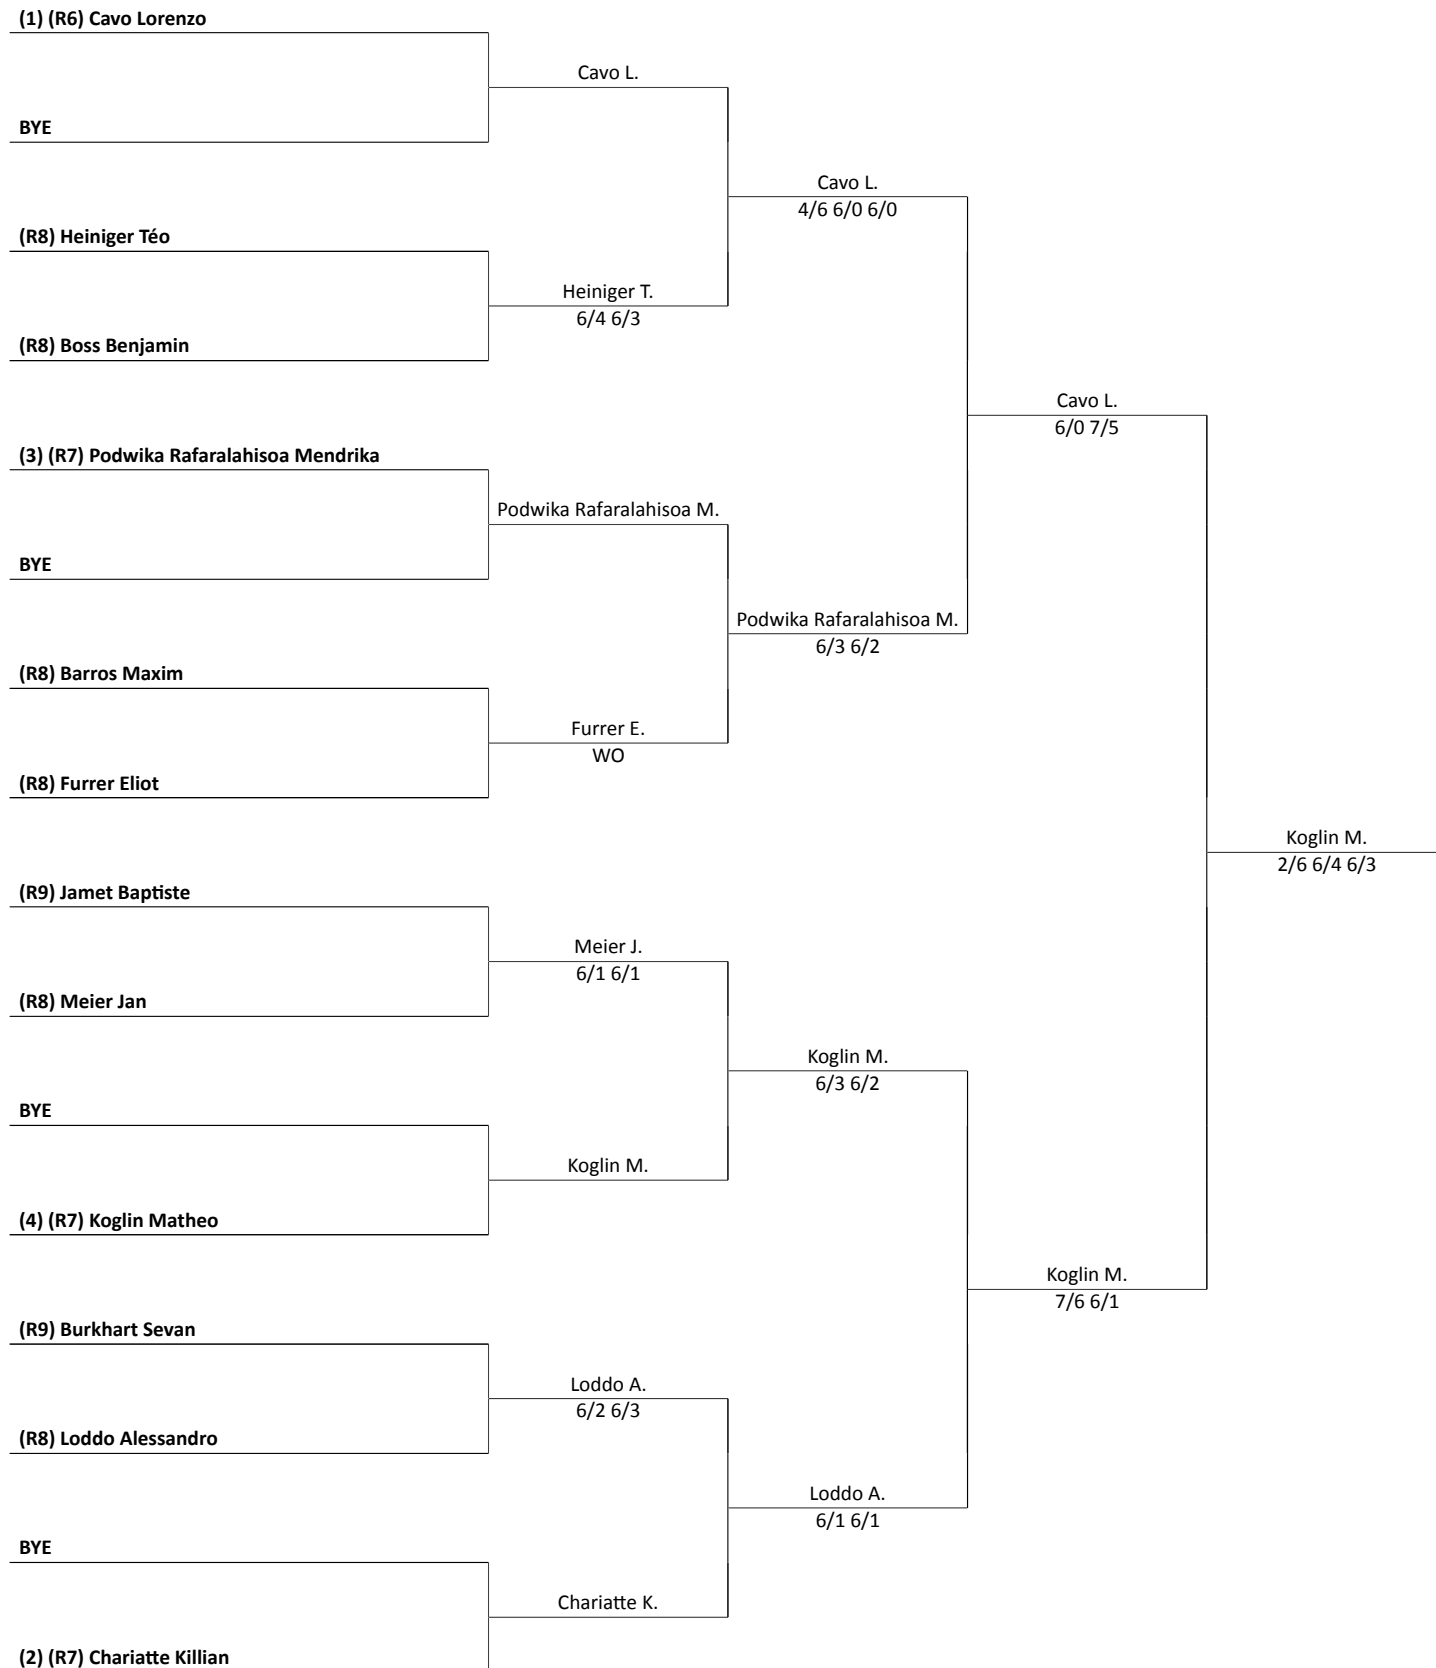 (1) (R6) Cavo Lorenzo
Cavo L.
BYE
Cavo L.
4/6 6/0 6/0
(R8) Heiniger Téo
Heiniger T.
6/4 6/3
(R8) Boss Benjamin
Cavo L.
6/0 7/5
(3) (R7) Podwika Rafaralahisoa Mendrika
Podwika Rafaralahisoa M.
BYE
Podwika Rafaralahisoa M.
6/3 6/2
(R8) Barros Maxim
Furrer E.
WO
(R8) Furrer Eliot
Koglin M.
2/6 6/4 6/3
(R9) Jamet Baptiste
Meier J.
6/1 6/1
(R8) Meier Jan
Koglin M.
6/3 6/2
BYE
Koglin M.
(4) (R7) Koglin Matheo
Koglin M.
7/6 6/1
(R9) Burkhart Sevan
Loddo A.
6/2 6/3
(R8) Loddo Alessandro
Loddo A.
6/1 6/1
BYE
Chariatte K.
(2) (R7) Chariatte Killian